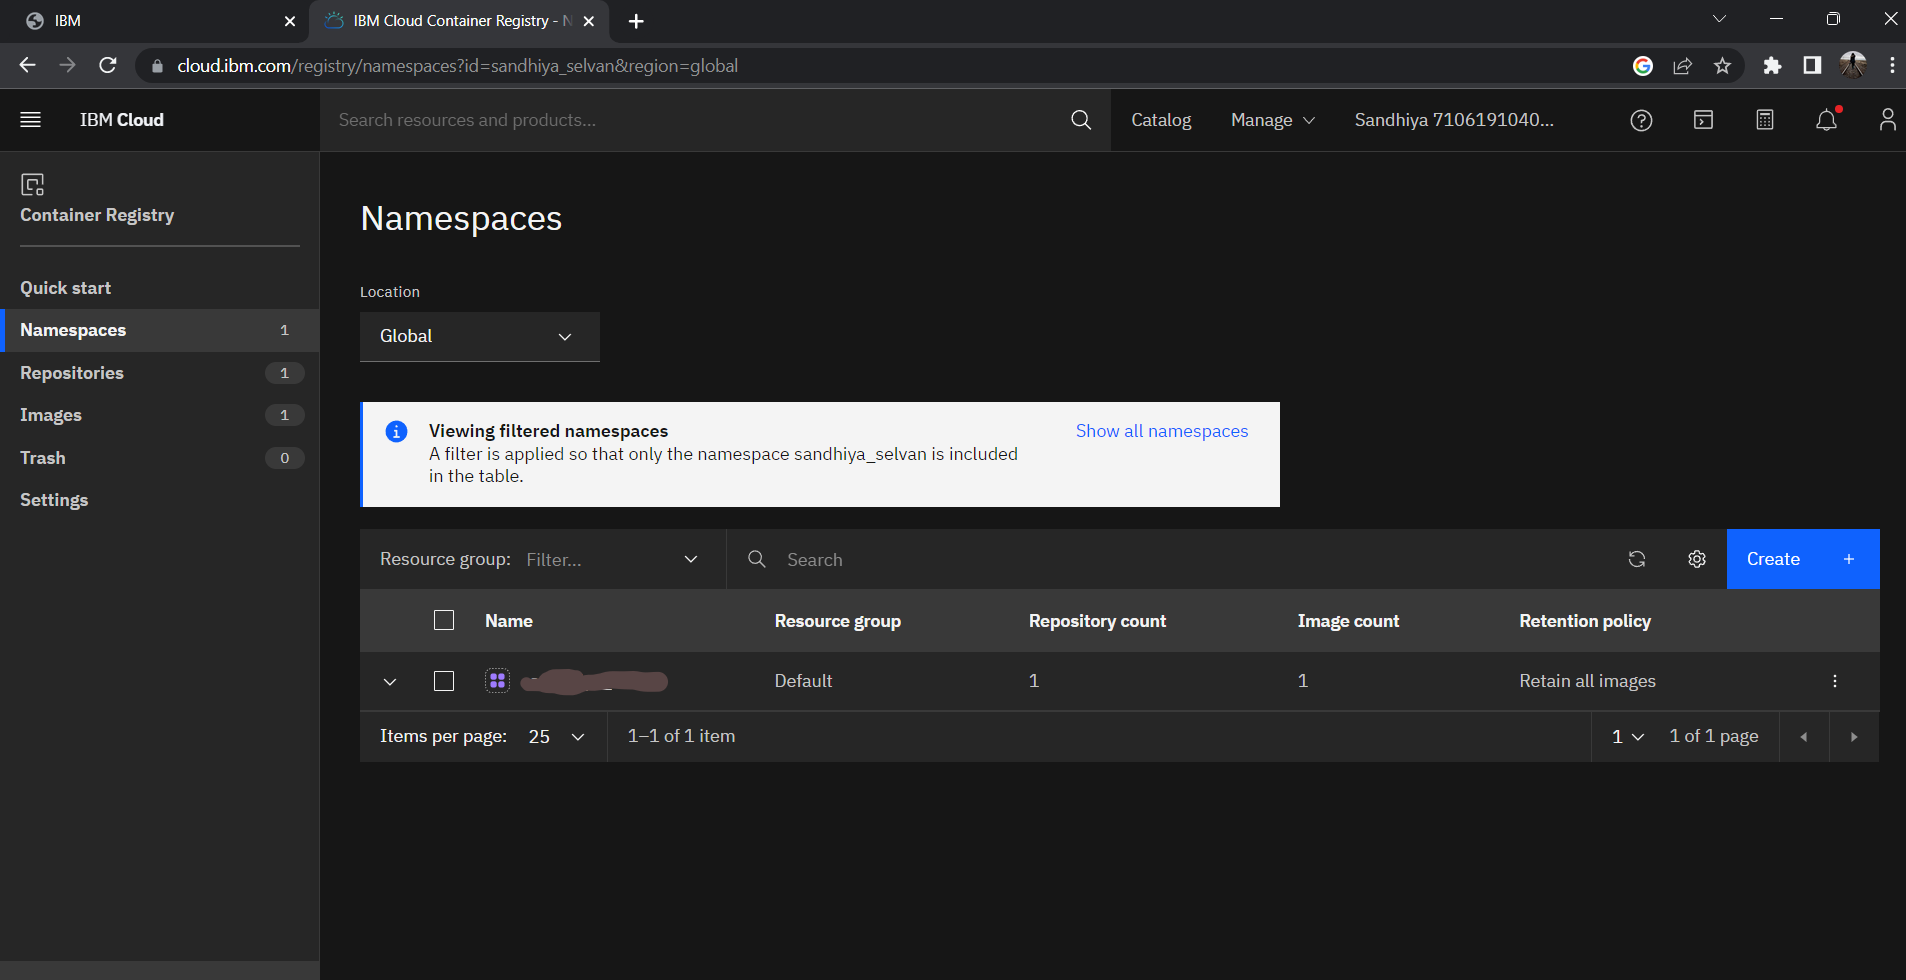 IBM
IBM Cloud Container Registry - N
cloud.ibm.com/registry/namespaces?id=sandhiya_selvan&region=global
IBM Cloud
Search resources and products...
Catalog
Manage
Sandhiya 7106191040...
Container Registry
Quick start
Namespaces 1
Repositories 1
Images 1
Trash 0
Settings
Namespaces
Location
Global
Viewing filtered namespaces
Show all namespaces
A filter is applied so that only the namespace sandhiya_selvan is included
in the table.
Resource group: Filter...
Search
Create +
Name Resource group Repository count Image count Retention policy
Default 1 1 Retain all images
Items per page: 25 1–1 of 1 item 1 1 of 1 page